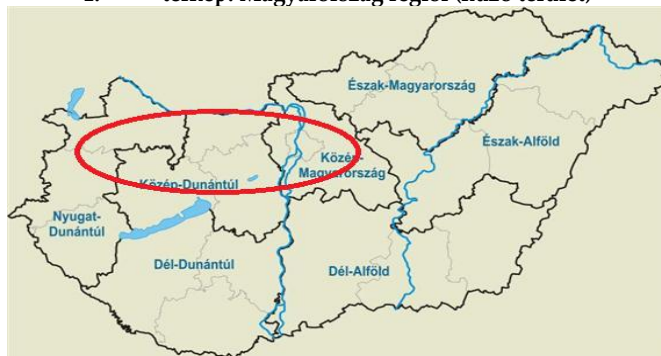 térkép: Magyarország régiói (húzó terület)
Észak-Magyarország
Észak-Alföld
Közép-
Magyarország
Közép-Dunántúl
Nyugat-
Dunántúl
Dél-Dunántúl
Dél-Alföld